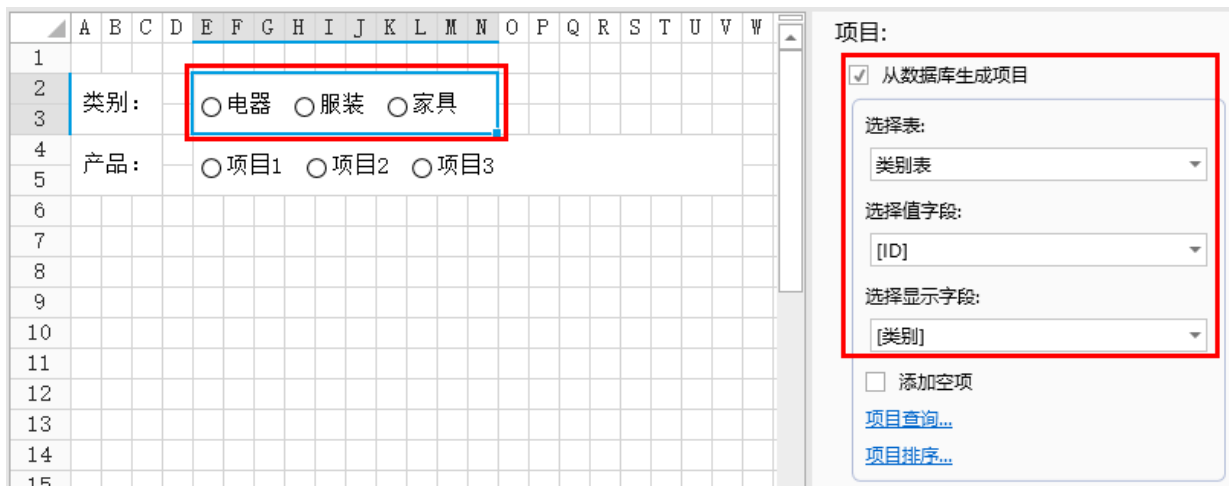 A B C D E F G H I J K L M N O P Q R S T U V W
项目:
1
从数据库生成项目
2
类别：
电器 服装 家具
3
选择表:
4
产品：
项目1 项目2 项目3
类别表
5
6
选择值字段:
7
[ID]
8
9
选择显示字段:
10
[类别]
11
12
添加空项
13
项目查询...
14
项目排序...
15